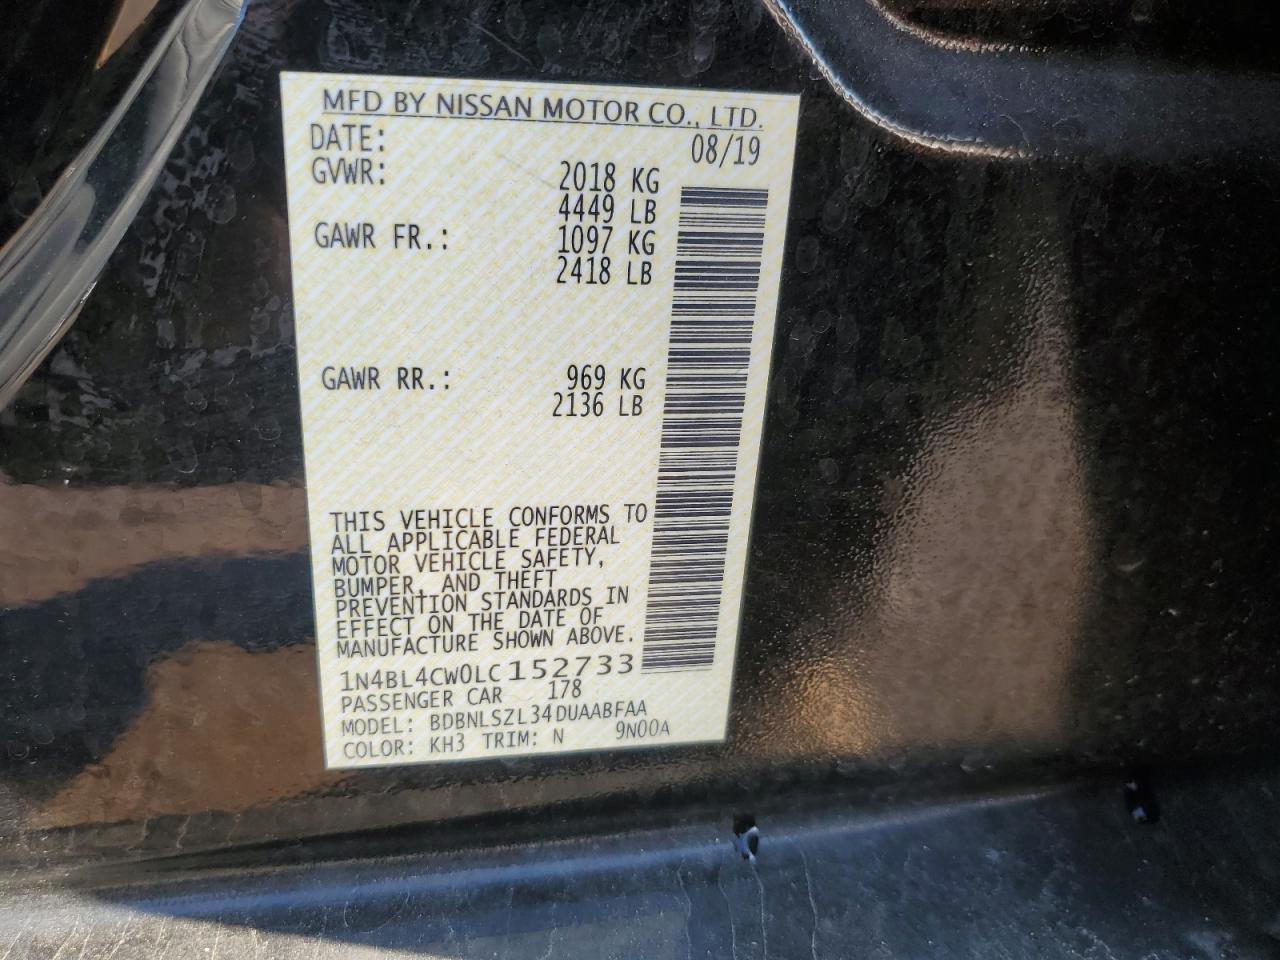 MFD BY NISSAN MOTOR CO., LTD.
DATE: 08/19
GVWR: 2018 KG
4449 LB
GAWR FR.: 1097 KG
2418 LB
GAWR RR.: 969 KG
2136 LB
THIS VEHICLE CONFORMS TO
ALL APPLICABLE FEDERAL
MOTOR VEHICLE SAFETY,
BUMPER, AND THEFT
PREVENTION STANDARDS IN
EFFECT ON THE DATE OF
MANUFACTURE SHOWN ABOVE.
1N4BL4CW0LC152733
PASSENGER CAR 178
MODEL: BDBNLSZL34DUAABFAA
COLOR: KH3 TRIM: N 9N00A